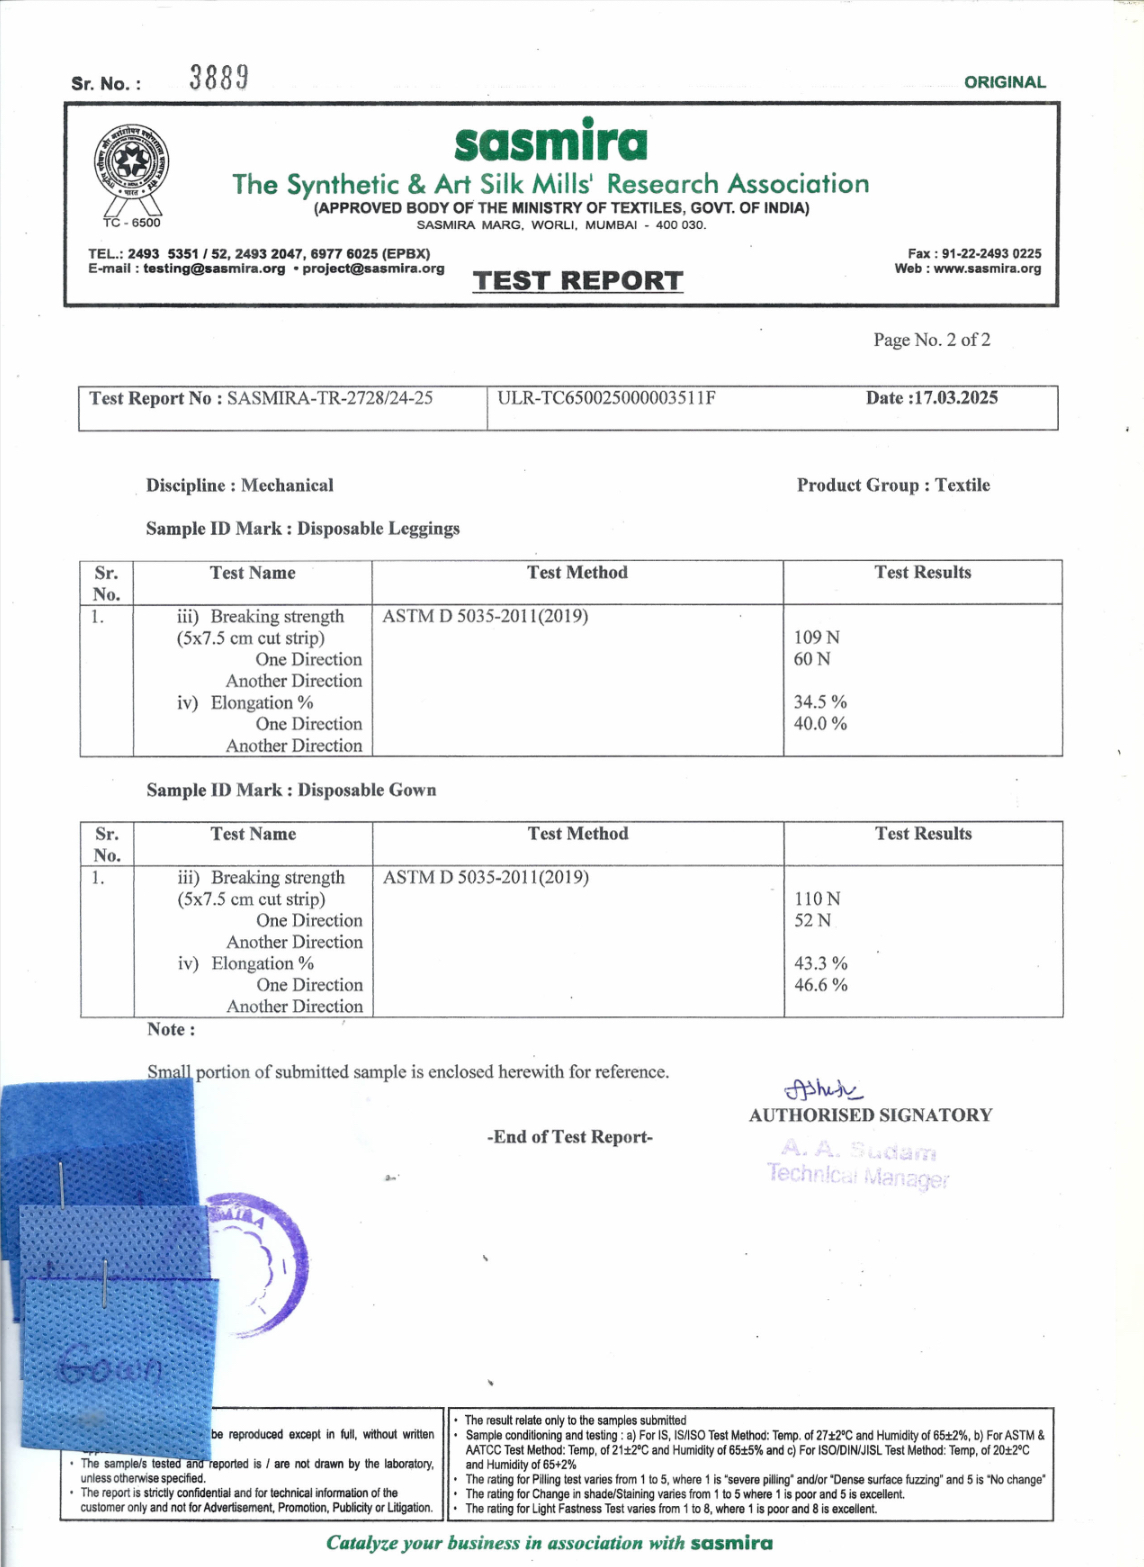 Sr. No. : 3889
ORIGINAL
sasmira
The Synthetic & Art Silk Mills' Research Association
(APPROVED BODY OF THE MINISTRY OF TEXTILES, GOVT. OF INDIA)
SASMIRA MARG, WORLI, MUMBAI - 400 030.
TC - 6500
TEL.: 2493 5351 / 52, 2493 2047, 6977 6025 (EPBX)
E-mail : testing@sasmira.org • project@sasmira.org
Fax : 91-22-2493 0225
Web : www.sasmira.org
TEST REPORT
Page No. 2 of 2
Test Report No : SASMIRA-TR-2728/24-25 ULR-TC650025000003511F Date :17.03.2025
Discipline : Mechanical Product Group : Textile
Sample ID Mark : Disposable Leggings
Sr. No. Test Name Test Method Test Results
1. iii) Breaking strength ASTM D 5035-2011(2019)
(5x7.5 cm cut strip) 109 N
One Direction 60 N
Another Direction
iv) Elongation % 34.5 %
One Direction 40.0 %
Another Direction
Sample ID Mark : Disposable Gown
Sr. No. Test Name Test Method Test Results
1. iii) Breaking strength ASTM D 5035-2011(2019)
(5x7.5 cm cut strip) 110 N
One Direction 52 N
Another Direction
iv) Elongation % 43.3 %
One Direction 46.6 %
Another Direction
Note :
Small portion of submitted sample is enclosed herewith for reference.
AUTHORISED SIGNATORY
-End of Test Report-
A. A. Sudam
Technical Manager
Gown
be reproduced except in full, without written
• The sample/s tested and reported is / are not drawn by the laboratory,
unless otherwise specified.
• The report is strictly confidential and for technical information of the
customer only and not for Advertisement, Promotion, Publicity or Litigation.
• The result relate only to the samples submitted
• Sample conditioning and testing : a) For IS, IS/ISO Test Method: Temp. of 27±2°C and Humidity of 65±2%, b) For ASTM &
AATCC Test Method: Temp, of 21±2°C and Humidity of 65±5% and c) For ISO/DIN/JISL Test Method: Temp, of 20±2°C
and Humidity of 65+2%
• The rating for Pilling test varies from 1 to 5, where 1 is "severe pilling" and/or "Dense surface fuzzing" and 5 is "No change"
• The rating for Change in shade/Staining varies from 1 to 5 where 1 is poor and 5 is excellent.
• The rating for Light Fastness Test varies from 1 to 8, where 1 is poor and 8 is excellent.
Catalyze your business in association with sasmira